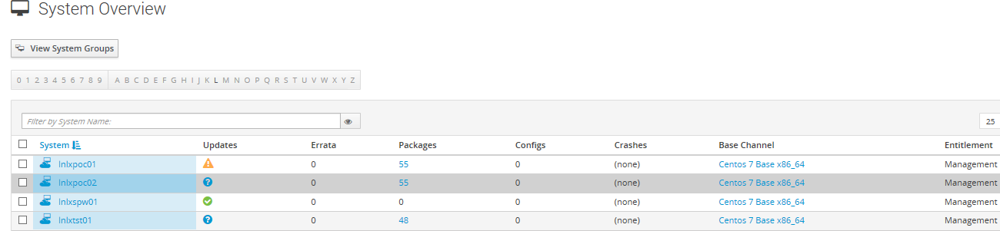 System Overview
View System Groups
0 1 2 3 4 5 6 7 8 9 A B C D E F G H I J K L M N O P Q R S T U V W X Y Z
Filter by System Name: 25
System Updates Errata Packages Configs Crashes Base Channel Entitlement
lnlxpoc01 0 55 0 (none) Centos 7 Base x86_64 Management
lnlxpoc02 0 55 0 (none) Centos 7 Base x86_64 Management
lnlxspw01 0 0 0 (none) Centos 7 Base x86_64 Management
lnlxtst01 0 48 0 (none) Centos 7 Base x86_64 Management